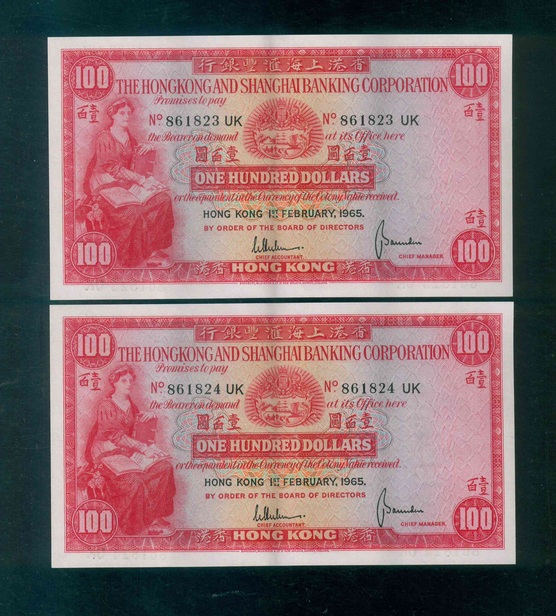 行銀豐滙海上港香
100 100
THE HONGKONG AND SHANGHAI BANKING CORPORATION
Promises to pay
百壹 百壹
Nº 861823 UK Nº 861823 UK
the Bearer on demand at its Office here
圓百壹 圓百壹
ONE HUNDRED DOLLARS
or the equivalent in the Currency of the Colony, Value received.
HONG KONG 1ST FEBRUARY, 1965.
百壹
BY ORDER OF THE BOARD OF DIRECTORS
100 100
CHIEF ACCOUNTANT. CHIEF MANAGER.
港香 HONG KONG 港香
行銀豐滙海上港香
100 100
THE HONGKONG AND SHANGHAI BANKING CORPORATION
Promises to pay
百壹
Nº 861824 UK Nº 861824 UK
the Bearer on demand at its Office here
圓百壹 圓百壹
ONE HUNDRED DOLLARS
or the equivalent in the Currency of the Colony, Value received.
HONG KONG 1ST FEBRUARY, 1965.
百壹
BY ORDER OF THE BOARD OF DIRECTORS
100 100
CHIEF ACCOUNTANT. CHIEF MANAGER.
港香 HONG KONG 港香